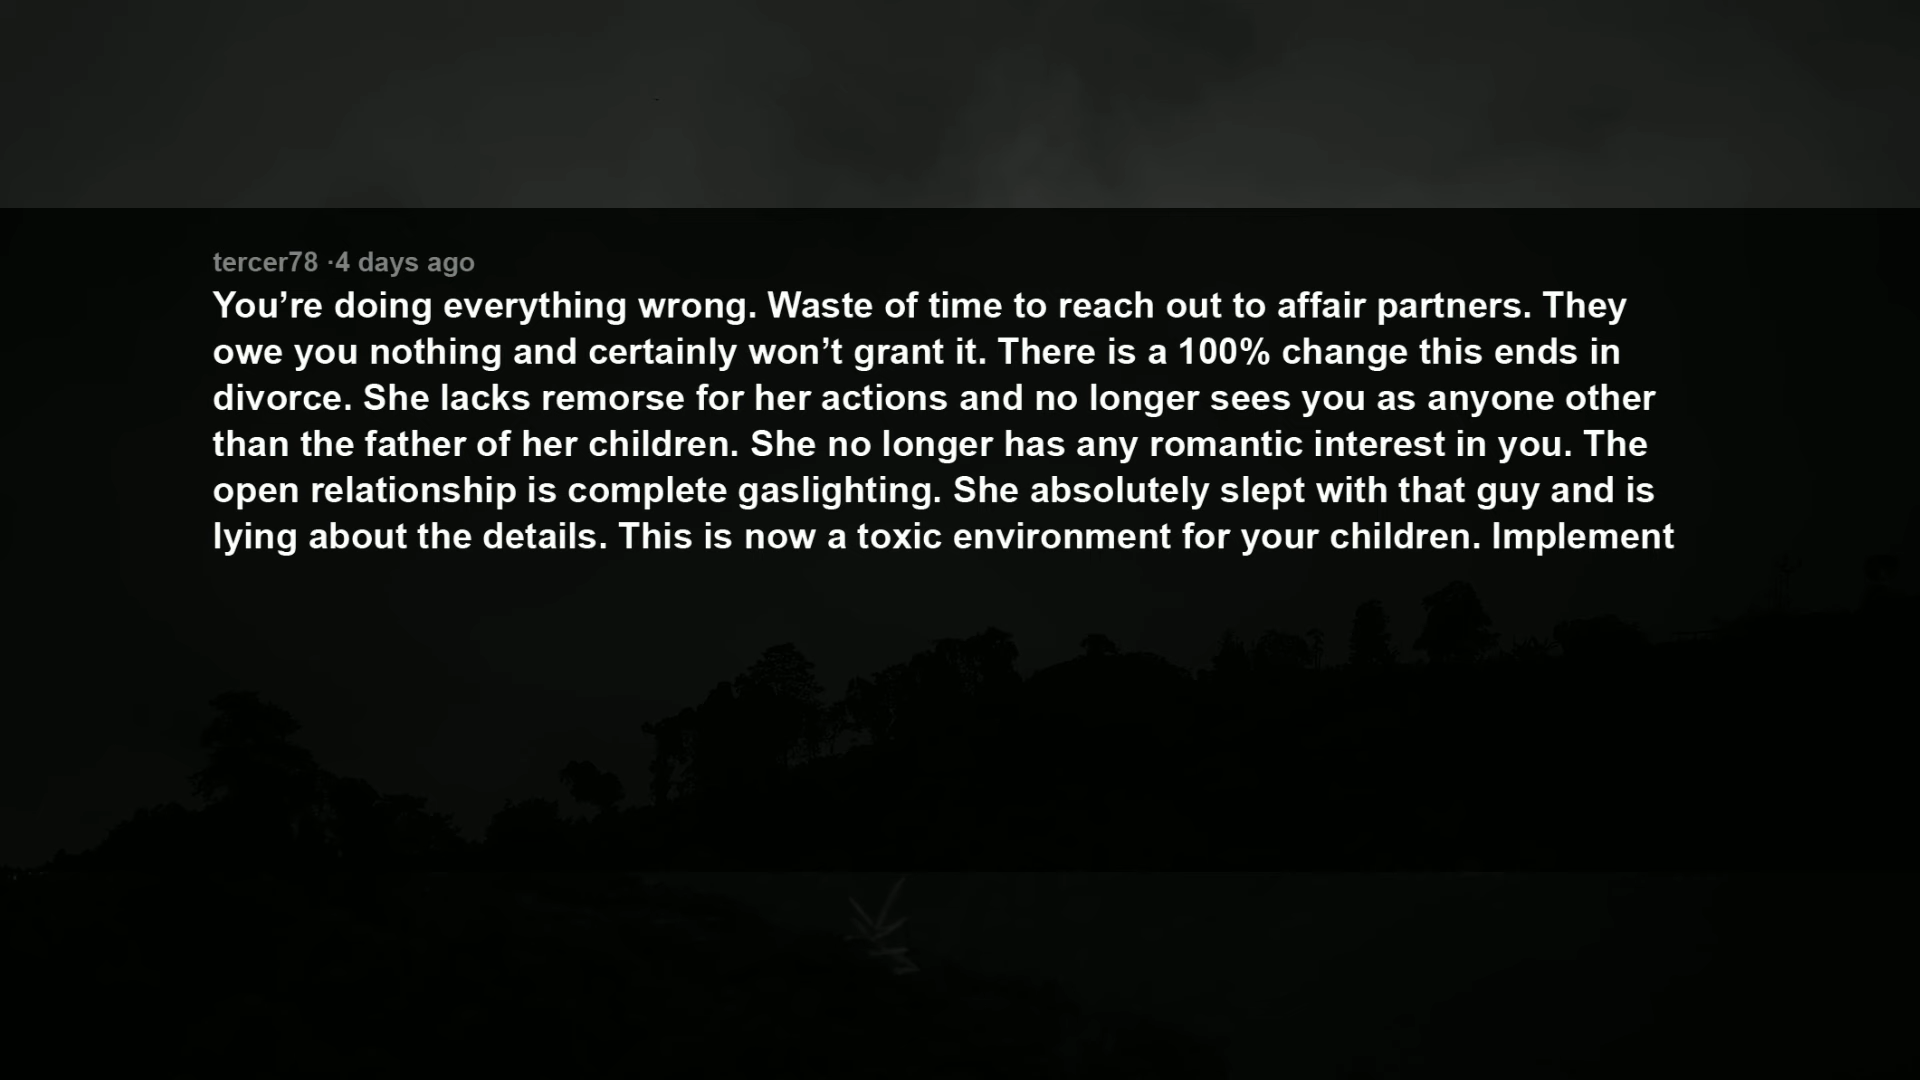 tercer78 ·4 days ago
You’re doing everything wrong. Waste of time to reach out to affair partners. They
owe you nothing and certainly won’t grant it. There is a 100% change this ends in
divorce. She lacks remorse for her actions and no longer sees you as anyone other
than the father of her children. She no longer has any romantic interest in you. The
open relationship is complete gaslighting. She absolutely slept with that guy and is
lying about the details. This is now a toxic environment for your children. Implement